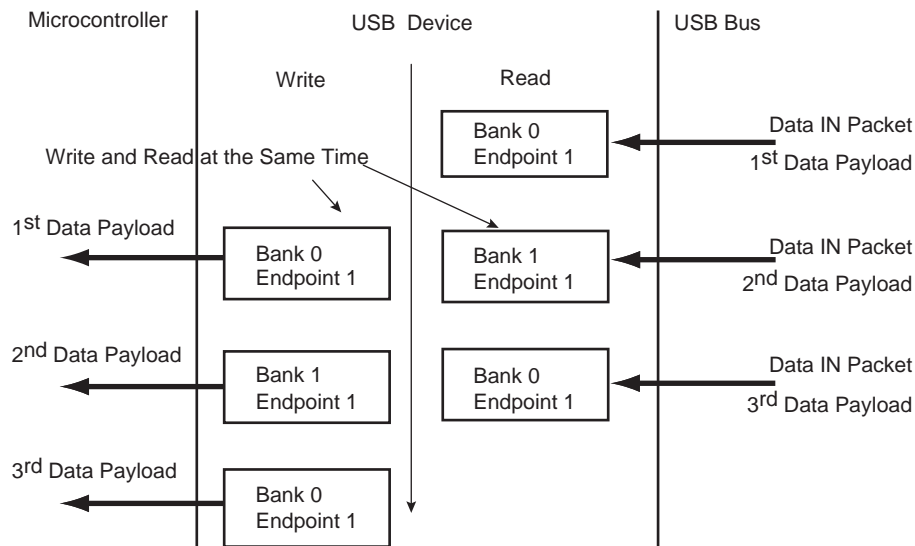 Microcontroller
USB Device
USB Bus
Write
Read
Bank 0
Endpoint 1
Data IN Packet
1st Data Payload
Write and Read at the Same Time
1st Data Payload
Bank 0
Endpoint 1
Bank 1
Endpoint 1
Data IN Packet
2nd Data Payload
2nd Data Payload
Bank 1
Endpoint 1
Bank 0
Endpoint 1
Data IN Packet
3rd Data Payload
3rd Data Payload
Bank 0
Endpoint 1